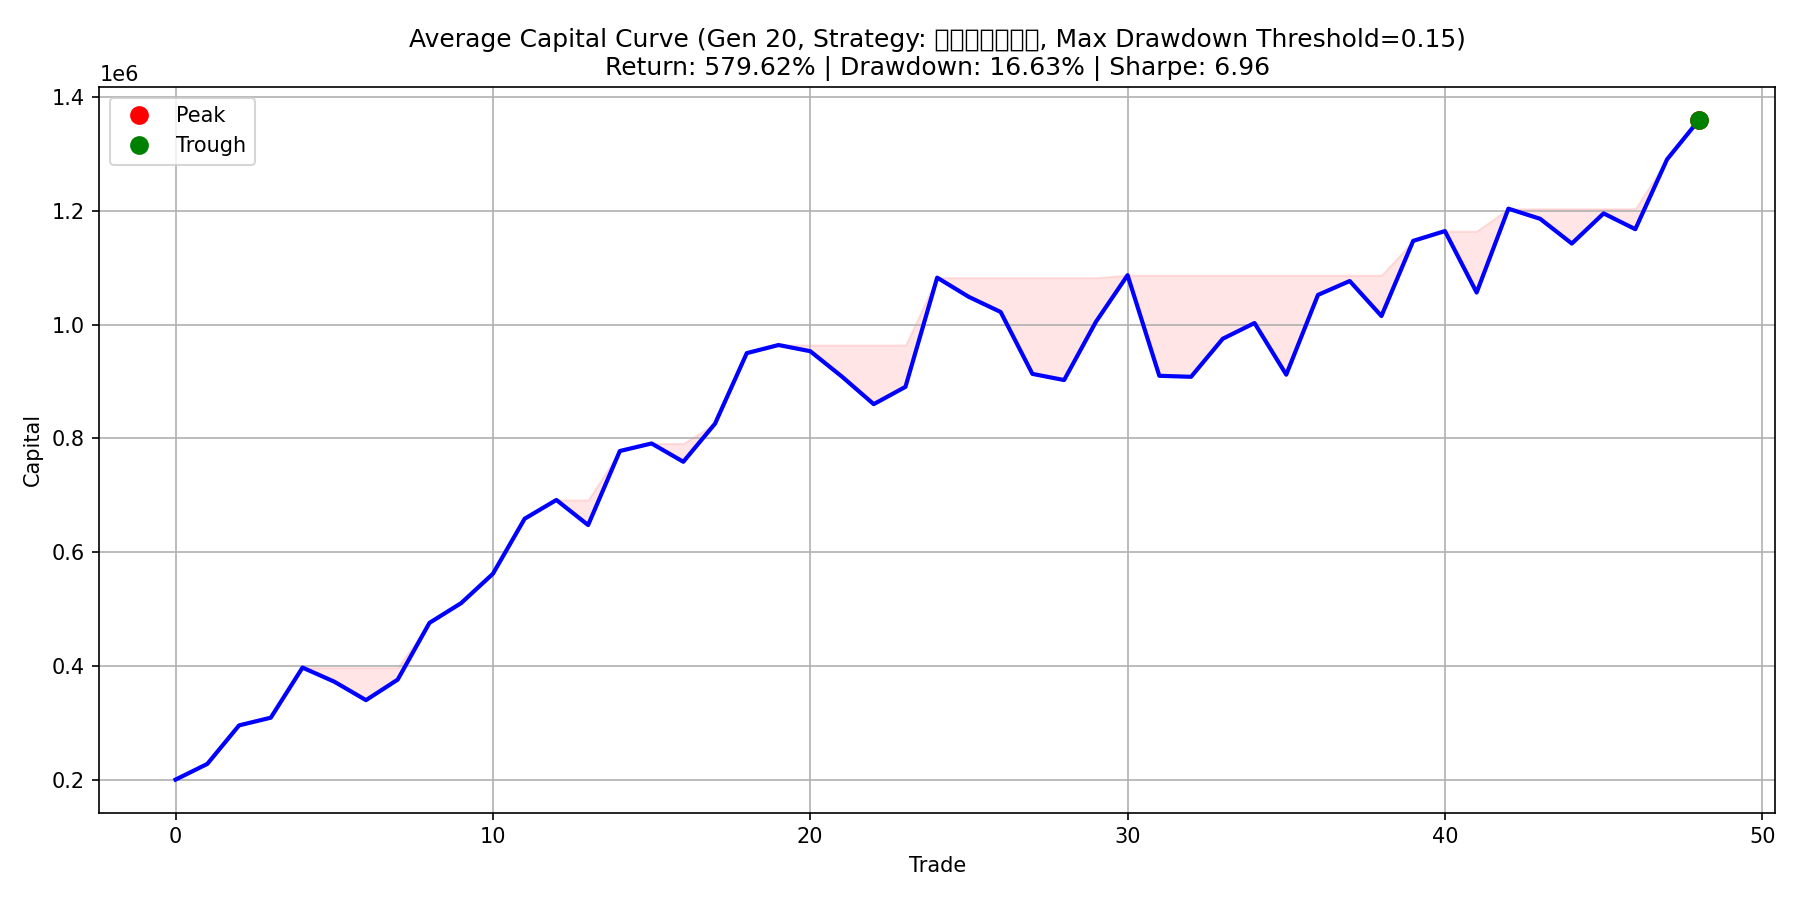 Average Capital Curve (Gen 20, Strategy: □□□□□□□, Max Drawdown Threshold=0.15)
Return: 579.62% | Drawdown: 16.63% | Sharpe: 6.96
1e6
Peak
Trough
1.4
1.2
1.0
0.8
0.6
0.4
0.2
Capital
0 10 20 30 40 50
Trade